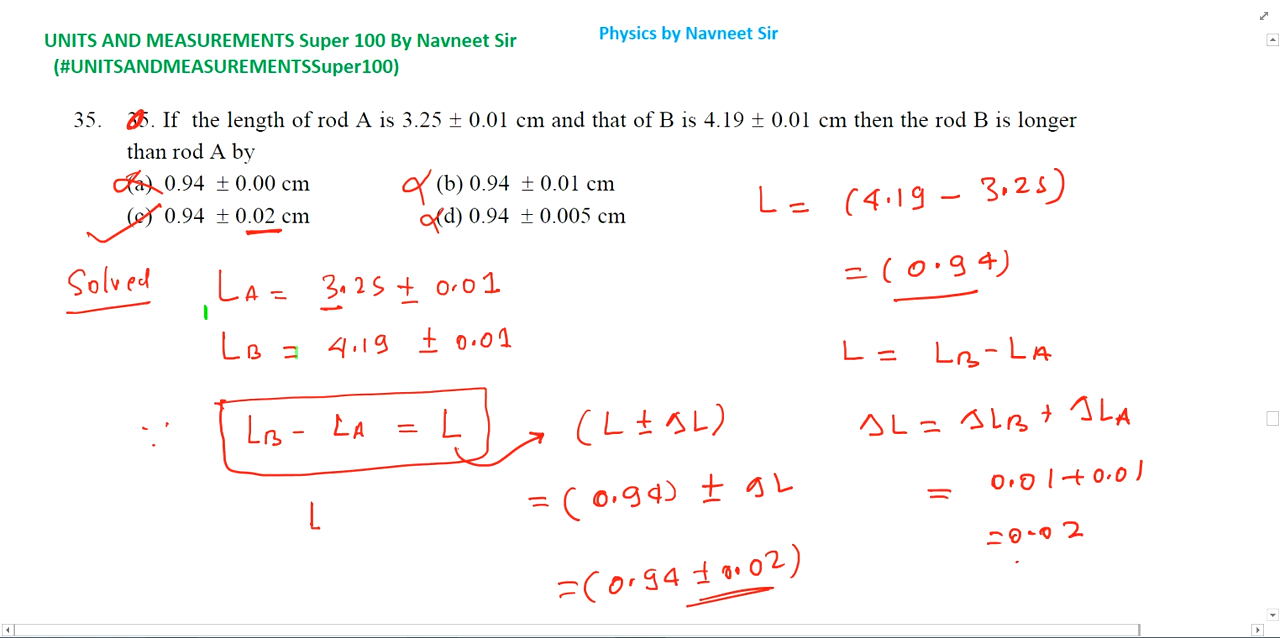 Physics by Navneet Sir
UNITS AND MEASUREMENTS Super 100 By Navneet Sir
(#UNITSANDMEASUREMENTSSuper100)
35. . If the length of rod A is 3.25 ± 0.01 cm and that of B is 4.19 ± 0.01 cm then the rod B is longer
than rod A by
(a) 0.94 ± 0.00 cm (b) 0.94 ± 0.01 cm
(c) 0.94 ± 0.02 cm (d) 0.94 ± 0.005 cm
L = (4.19 - 3.25)
= (0.94)
Solved
LA = 3.25 ± 0.01
LB = 4.19 ± 0.01
L = LB - LA
∵ LB - LA = L
(L ± ΔL)
ΔL = ΔLB + ΔLA
= (0.94) ± ΔL
= 0.01 + 0.01
L
= 0.02
= (0.94 ± 0.02)